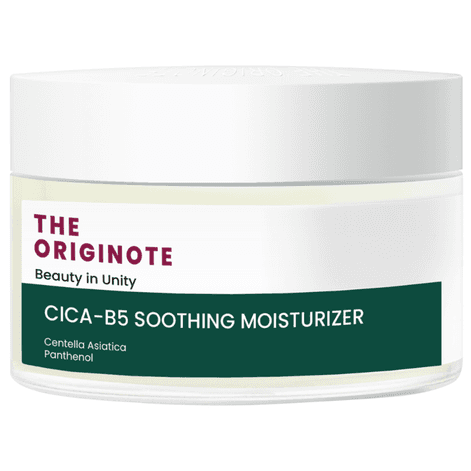 THE
ORIGINOTE
Beauty in Unity
CICA-B5 SOOTHING MOISTURIZER
Centella Asiatica
Panthenol